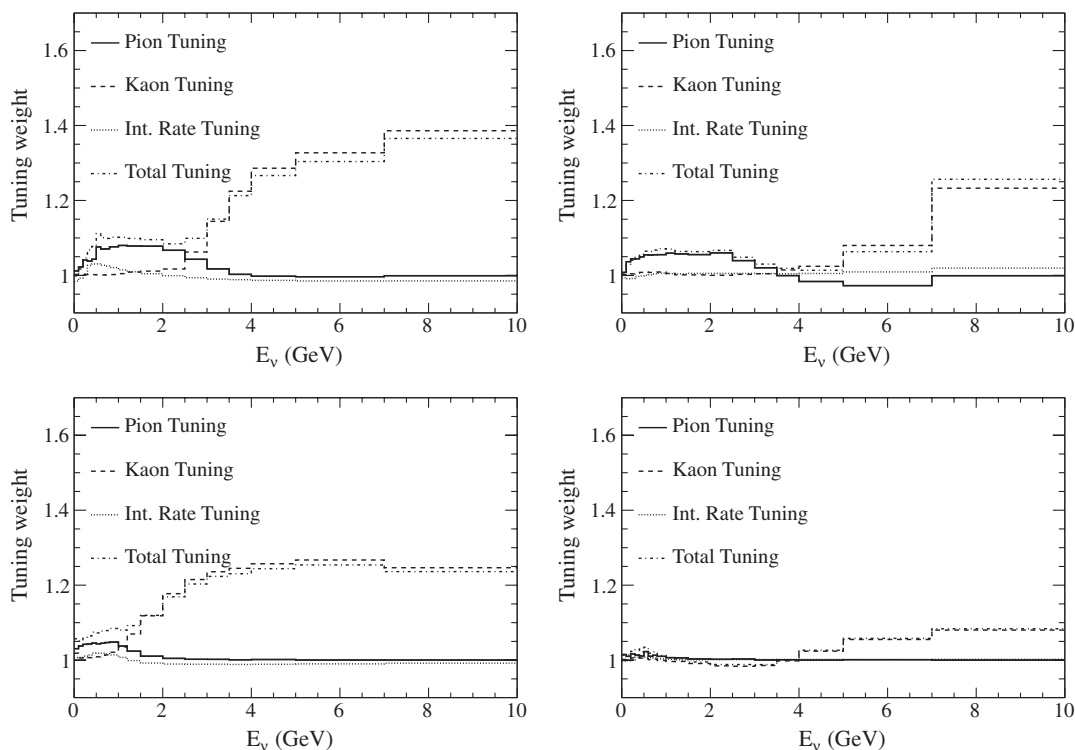 Tuning weight
1.6
1.4
1.2
1
Pion Tuning
Kaon Tuning
Int. Rate Tuning
Total Tuning
0 2 4 6 8 10
E_ν (GeV)
Tuning weight
1.6
1.4
1.2
1
Pion Tuning
Kaon Tuning
Int. Rate Tuning
Total Tuning
0 2 4 6 8 10
E_ν (GeV)
Tuning weight
1.6
1.4
1.2
1
Pion Tuning
Kaon Tuning
Int. Rate Tuning
Total Tuning
0 2 4 6 8 10
E_ν (GeV)
Tuning weight
1.6
1.4
1.2
1
Pion Tuning
Kaon Tuning
Int. Rate Tuning
Total Tuning
0 2 4 6 8 10
E_ν (GeV)